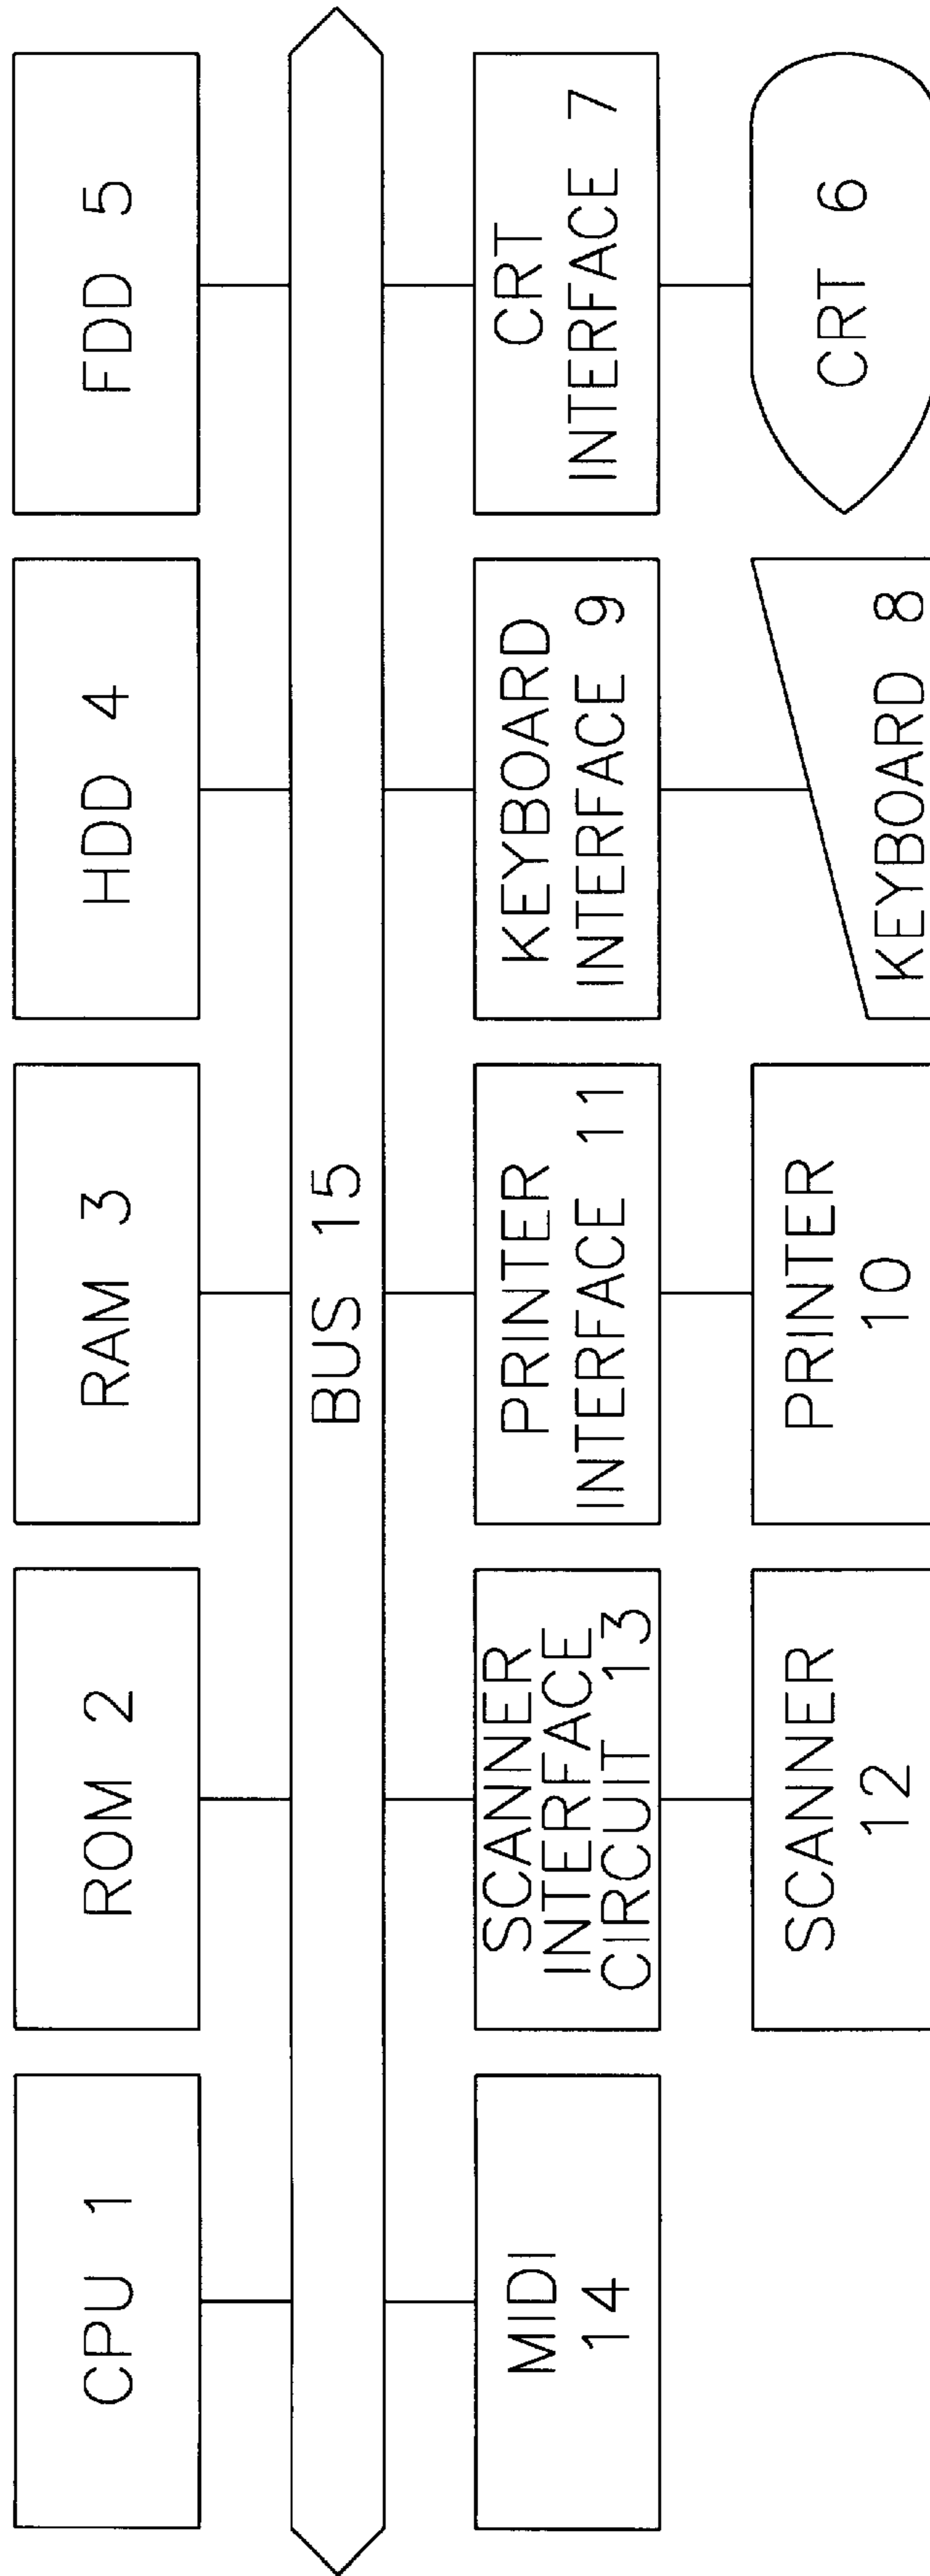 CPU 1
ROM 2
RAM 3
HDD 4
FDD 5
BUS 15
MIDI
14
SCANNER
INTERFACE
CIRCUIT 13
PRINTER
INTERFACE 11
KEYBOARD
INTERFACE 9
CRT
INTERFACE 7
SCANNER
12
PRINTER
10
KEYBOARD 8
CRT 6